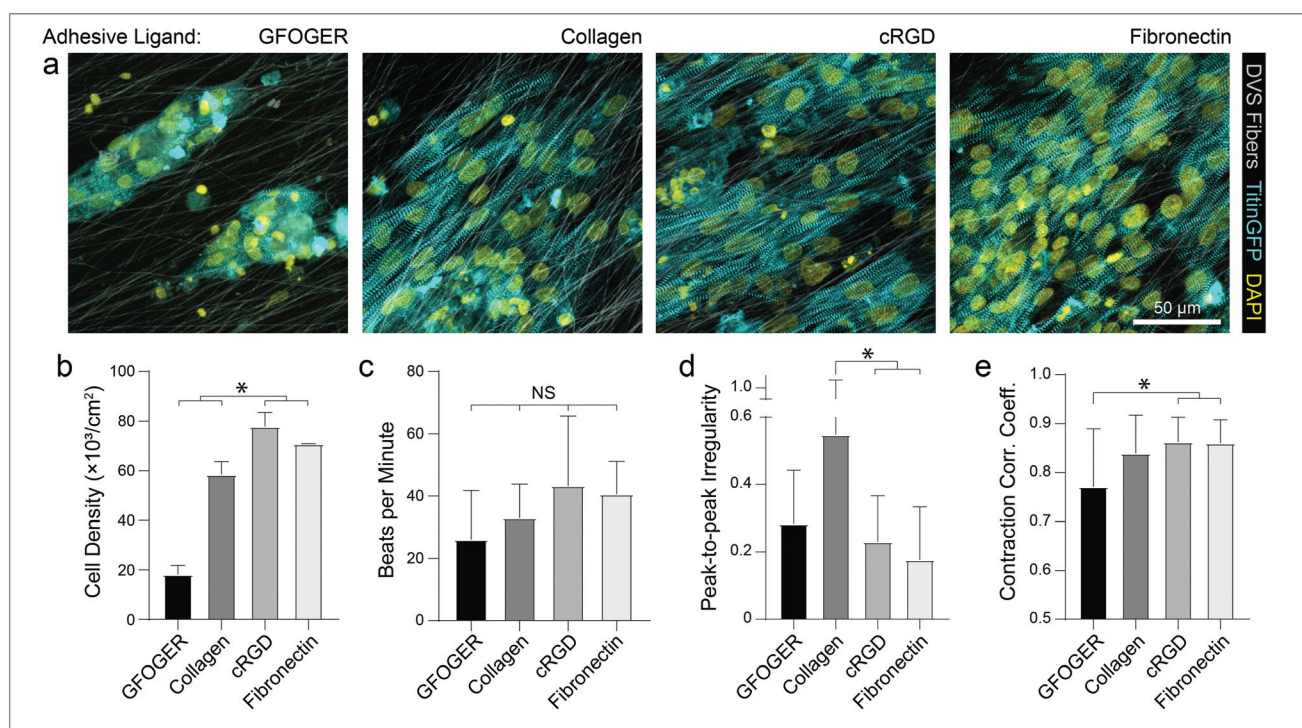 Adhesive Ligand: GFOGER Collagen cRGD Fibronectin
a
DVS Fibers TitinGFP DAPI
50 µm
b
Cell Density (×10³/cm²)
100
80
60
40
20
0
*
GFOGER Collagen cRGD Fibronectin
c
Beats per Minute
80
60
40
20
0
NS
GFOGER Collagen cRGD Fibronectin
d
Peak-to-peak Irregularity
1.0
0.6
0.4
0.2
0
*
GFOGER Collagen cRGD Fibronectin
e
Contraction Corr. Coeff.
1.0
0.9
0.8
0.7
0.6
0.5
*
GFOGER Collagen cRGD Fibronectin